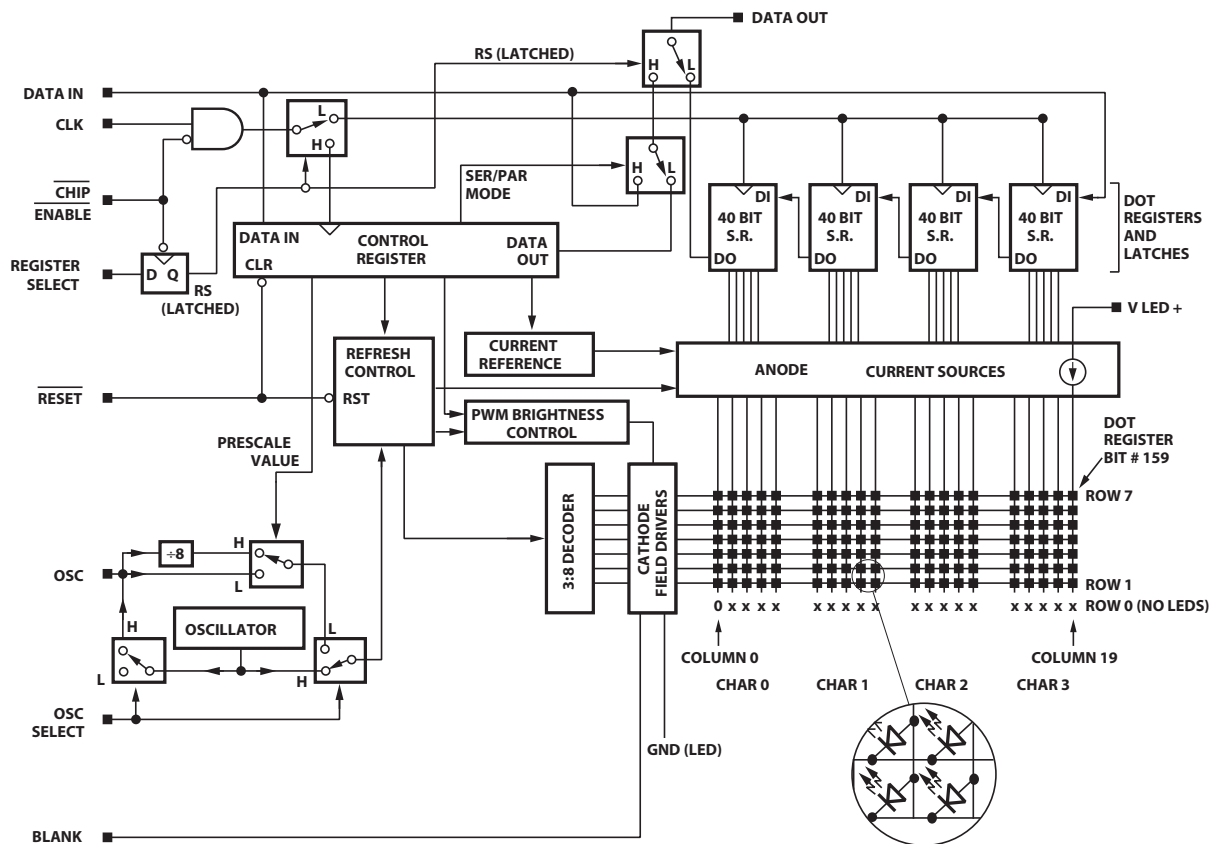 DATA OUT
RS (LATCHED)
H
L
DATA IN
CLK
L
H
H
L
SER/PAR
MODE
CHIP
ENABLE
DI
40 BIT
S.R.
DO
DI
40 BIT
S.R.
DO
DI
40 BIT
S.R.
DO
DI
40 BIT
S.R.
DO
DOT
REGISTERS
AND
LATCHES
DATA IN
CONTROL
REGISTER
DATA
OUT
CLR
REGISTER
SELECT
D Q
RS
(LATCHED)
V LED +
REFRESH
CONTROL
RST
CURRENT
REFERENCE
ANODE
CURRENT SOURCES
RESET
PWM BRIGHTNESS
CONTROL
PRESCALE
VALUE
DOT
REGISTER
BIT # 159
3:8 DECODER
CATHODE
FIELD DRIVERS
ROW 7
ROW 1
0 x x x x x x x x x x x x x x x x x x x ROW 0 (NO LEDS)
÷8
H
L
OSC
H
L
OSCILLATOR
L
H
COLUMN 0
COLUMN 19
CHAR 0
CHAR 1
CHAR 2
CHAR 3
OSC
SELECT
GND (LED)
BLANK